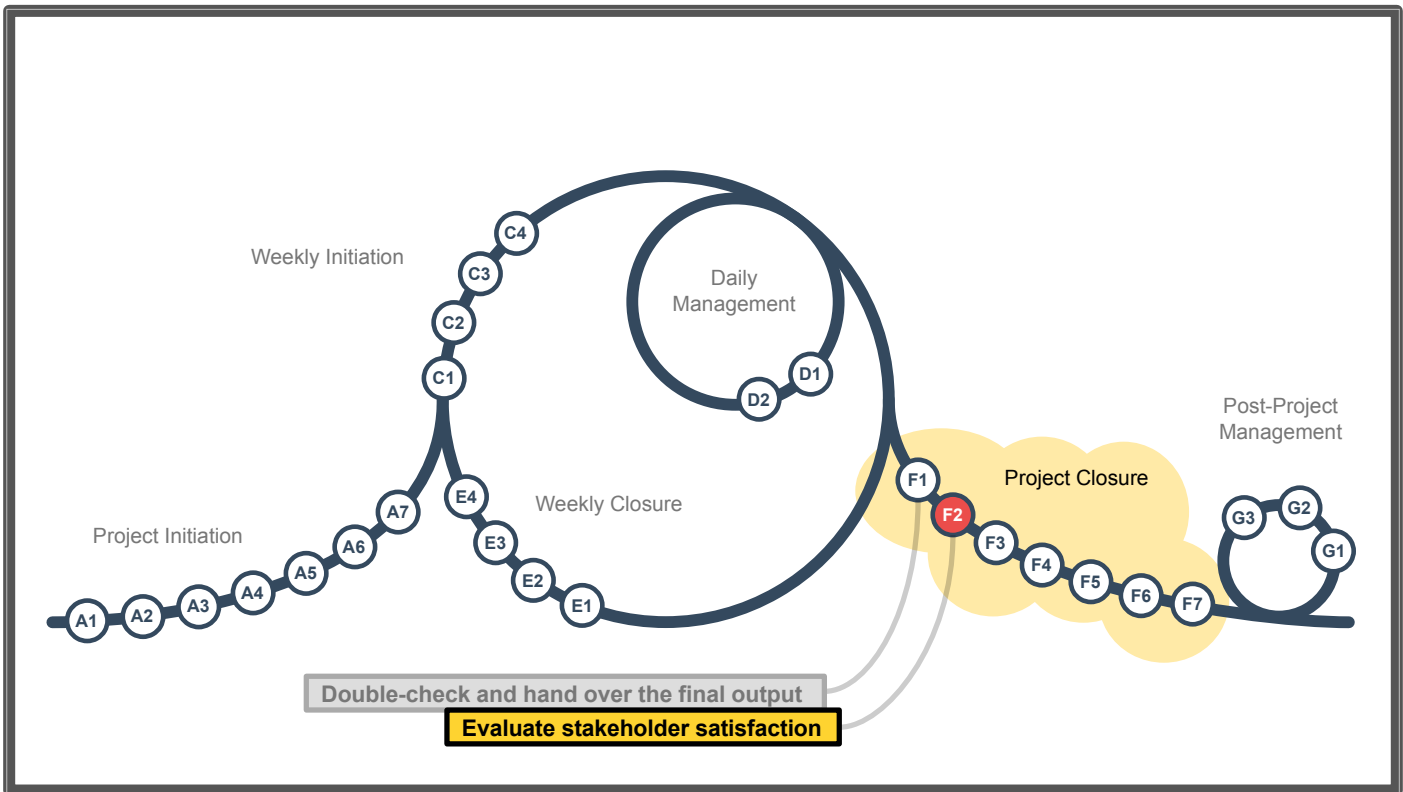 Weekly Initiation
C4
C3
C2
C1
Daily
Management
D1
D2
Post-Project
Management
Project Closure
Project Initiation
A1
A2
A3
A4
A5
A6
A7
Weekly Closure
E4
E3
E2
E1
F1
F2
F3
F4
F5
F6
F7
G3
G2
G1
Double-check and hand over the final output
Evaluate stakeholder satisfaction